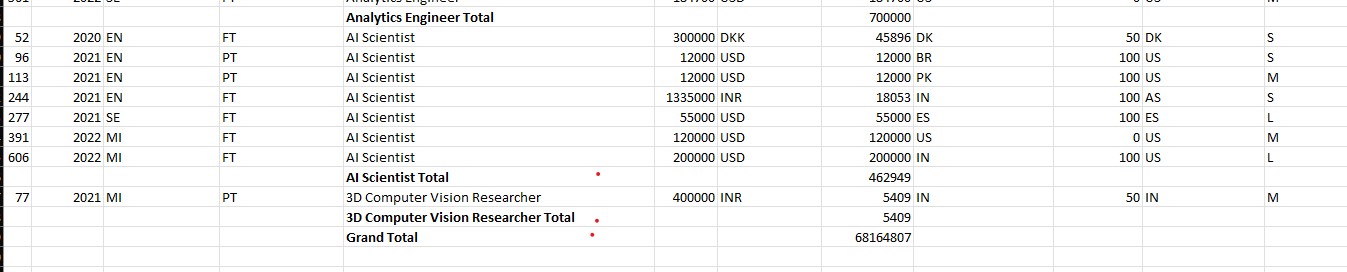 Analytics Engineer Total 700000
52 2020 EN FT AI Scientist 300000 DKK 45896 DK 50 DK S
96 2021 EN PT AI Scientist 12000 USD 12000 BR 100 US S
113 2021 EN PT AI Scientist 12000 USD 12000 PK 100 US M
244 2021 EN FT AI Scientist 1335000 INR 18053 IN 100 AS S
277 2021 SE FT AI Scientist 55000 USD 55000 ES 100 ES L
391 2022 MI FT AI Scientist 120000 USD 120000 US 0 US M
606 2022 MI FT AI Scientist 200000 USD 200000 IN 100 US L
AI Scientist Total 462949
77 2021 MI PT 3D Computer Vision Researcher 400000 INR 5409 IN 50 IN M
3D Computer Vision Researcher Total 5409
Grand Total 68164807